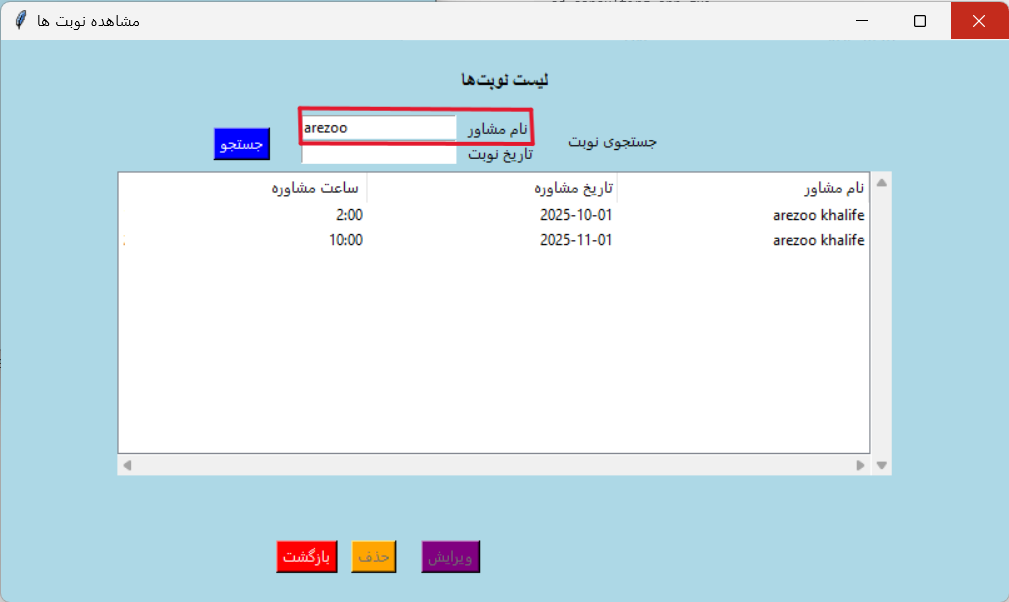 مشاهده نوبت ها
لیست نوبت‌ها
نام مشاور arezoo
جستجوی نوبت
جستجو
تاریخ نوبت
نام مشاور تاریخ مشاوره ساعت مشاوره
arezoo khalife 2025-10-01 2:00
arezoo khalife 2025-11-01 10:00
ویرایش حذف بازگشت